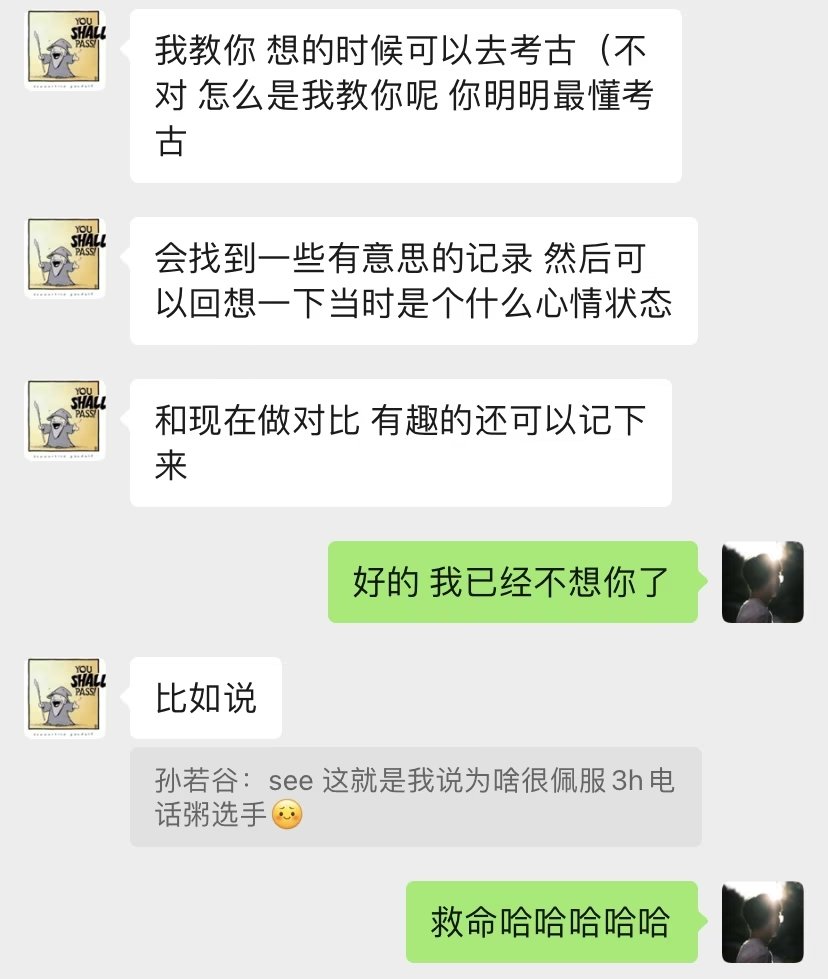 YOU
SHALL
PASS!
我教你 想的时候可以去考古（不
对 怎么是我教你呢 你明明最懂考
古
YOU
SHALL
PASS!
会找到一些有意思的记录 然后可
以回想一下当时是个什么心情状态
YOU
SHALL
PASS!
和现在做对比 有趣的还可以记下
来
好的 我已经不想你了
YOU
SHALL
PASS!
比如说
孙若谷：see 这就是我说为啥很佩服3h电
话粥选手🥺
救命哈哈哈哈哈